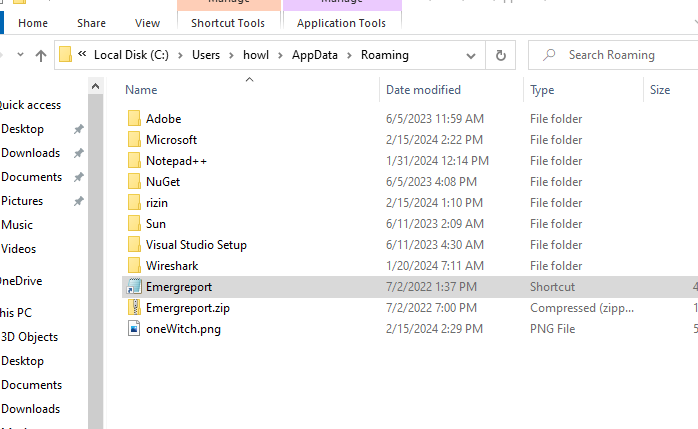 Home Share View Shortcut Tools Application Tools
« Local Disk (C:) > Users > howl > AppData > Roaming Search Roaming
Name Date modified Type Size
Quick access
Adobe 6/5/2023 11:59 AM File folder
Desktop
Microsoft 2/15/2024 2:22 PM File folder
Downloads
Notepad++ 1/31/2024 12:14 PM File folder
Documents
NuGet 6/5/2023 4:08 PM File folder
Pictures
rizin 2/15/2024 1:10 PM File folder
Music
Sun 6/11/2023 2:09 AM File folder
Videos
Visual Studio Setup 6/11/2023 4:30 AM File folder
Wireshark 1/20/2024 7:11 AM File folder
OneDrive
Emergreport 7/2/2022 1:37 PM Shortcut 4
his PC
Emergreport.zip 7/2/2022 7:00 PM Compressed (zipp... 1
3D Objects
oneWitch.png 2/15/2024 2:29 PM PNG File 5
Desktop
Documents
Downloads